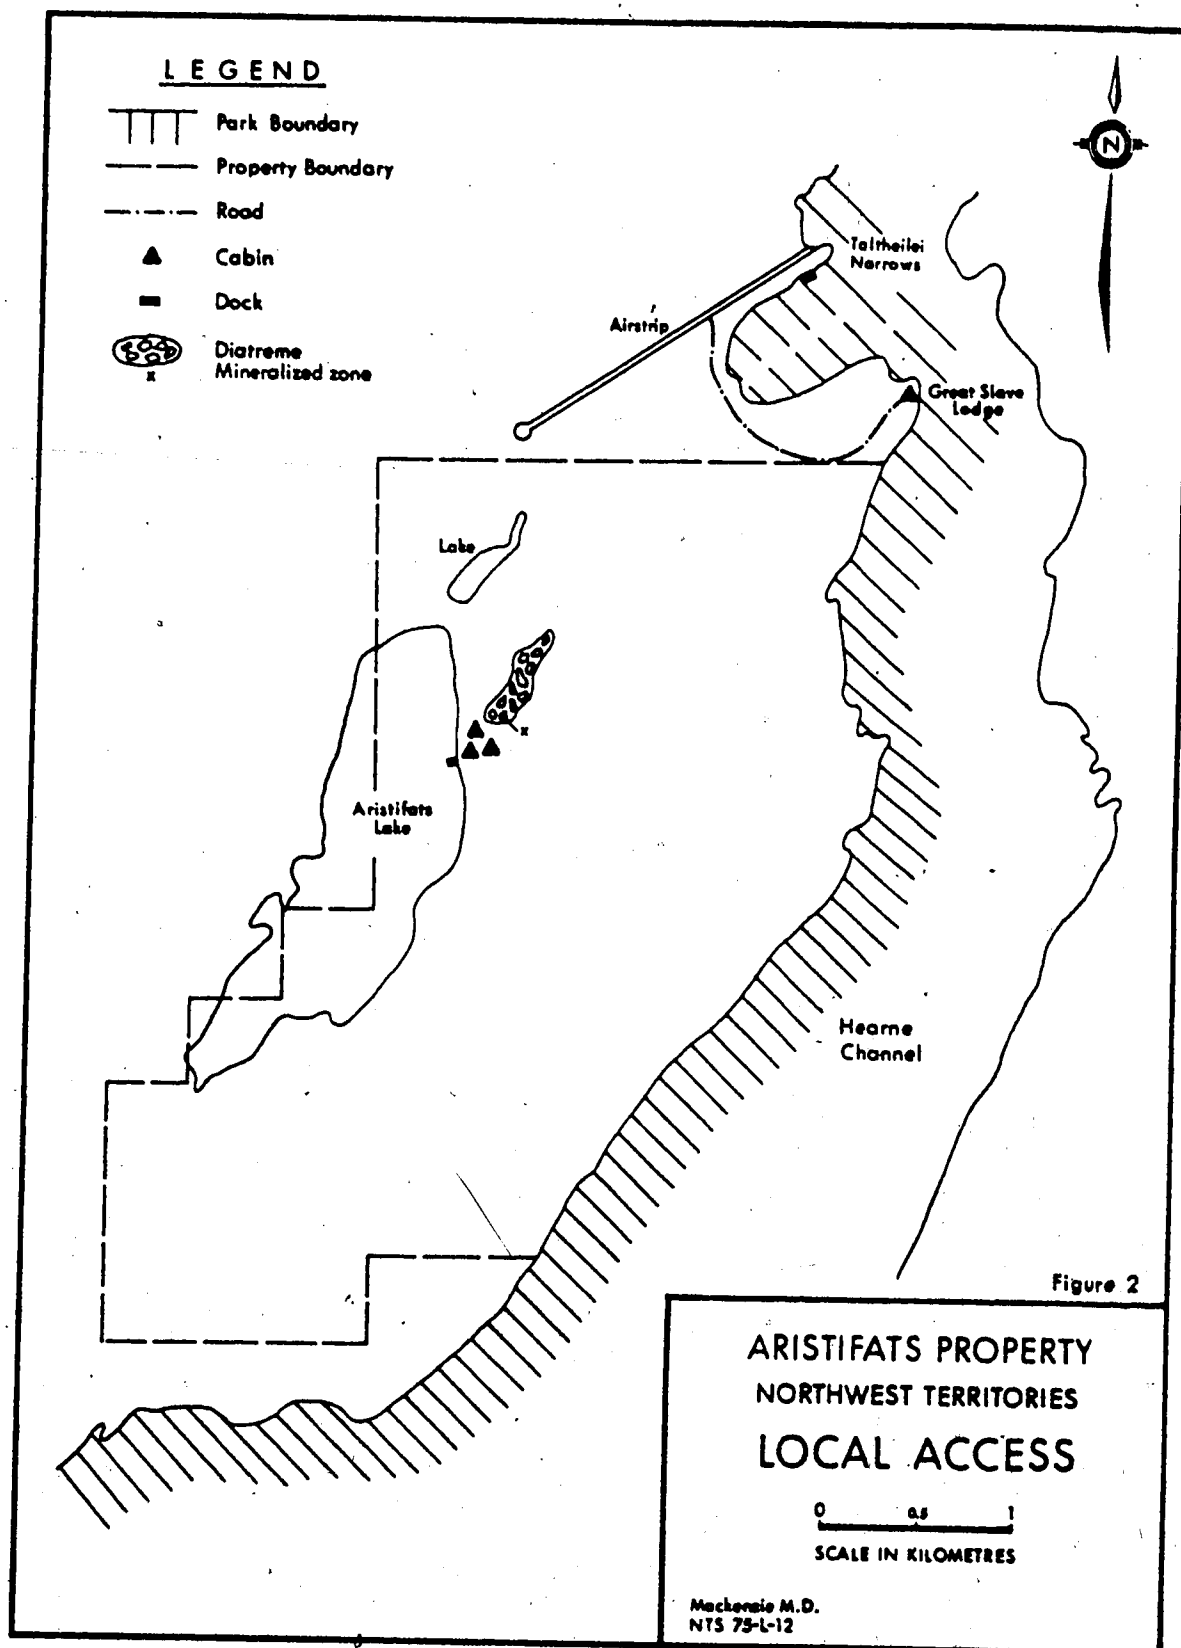 LEGEND
Park Boundary
Property Boundary
Road
Cabin
Dock
Diatreme
x
Mineralized zone
N
Taltheilei
Narrows
Airstrip
Great Slave
Lodge
Lake
x
Aristifats
Lake
Hearne
Channel
Figure 2
ARISTIFATS PROPERTY
NORTHWEST TERRITORIES
LOCAL ACCESS
0 0.5 1
SCALE IN KILOMETRES
Mackenzie M.D.
NTS 75-L-12